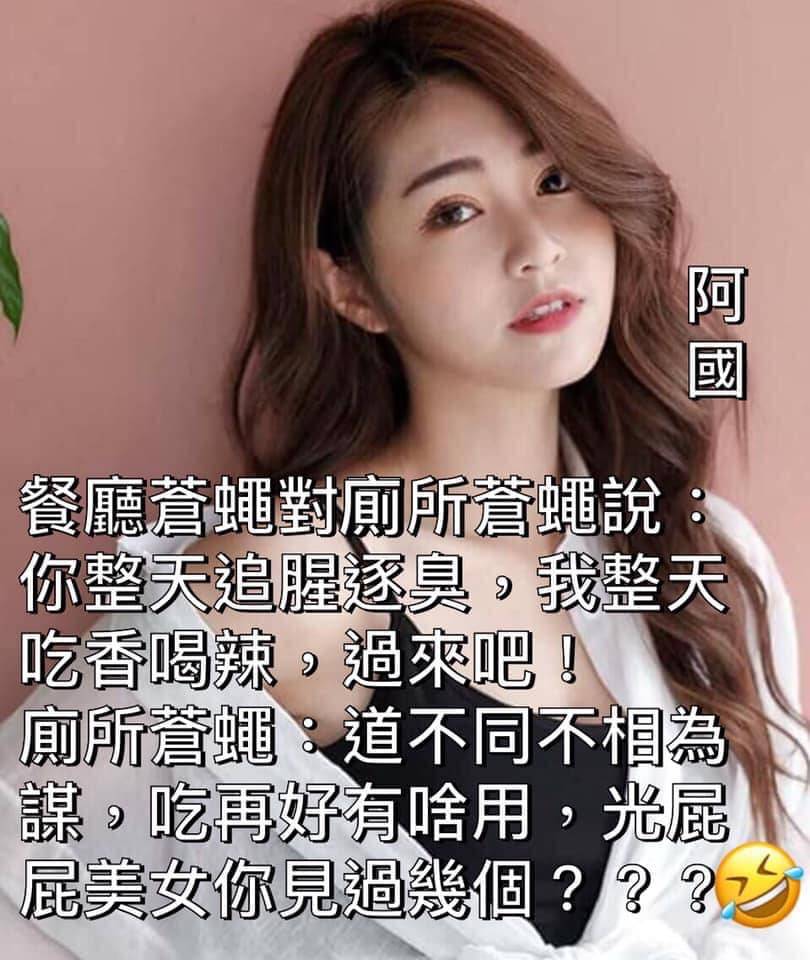 阿
國
餐廳蒼蠅對廁所蒼蠅說：
你整天追腥逐臭，我整天
吃香喝辣，過來吧！
廁所蒼蠅：道不同不相為
謀，吃再好有啥用，光屁
屁美女你見過幾個？？？🤣